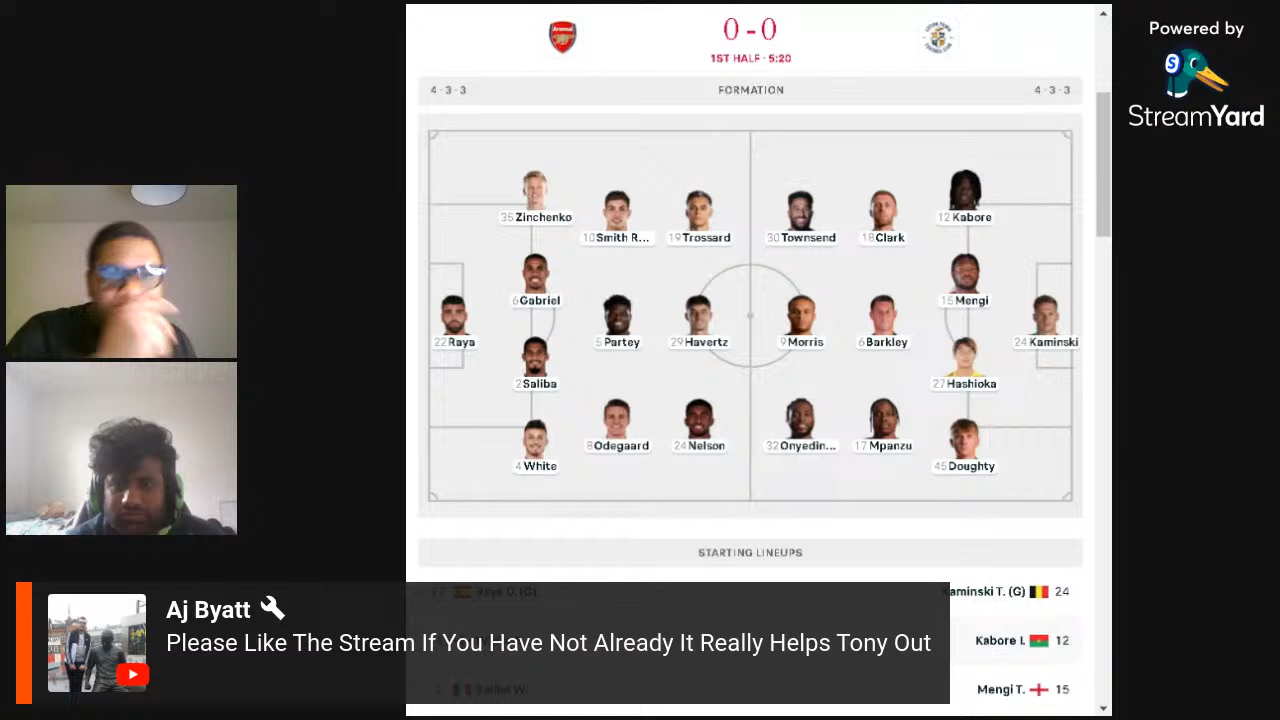 Powered by
StreamYard
0 - 0
1ST HALF · 5:20
4 - 3 - 3
FORMATION
4 - 3 - 3
35 Zinchenko
10 Smith R...
19 Trossard
30 Townsend
18 Clark
12 Kabore
6 Gabriel
15 Mengi
22 Raya
5 Partey
29 Havertz
9 Morris
6 Barkley
24 Kaminski
2 Saliba
27 Hashioka
8 Odegaard
24 Nelson
32 Onyedin...
17 Mpanzu
4 White
45 Doughty
STARTING LINEUPS
22 Raya D. (G)
Kaminski T. (G) 24
Kabore I. 12
2 Saliba W.
Mengi T. 15
Aj Byatt
Please Like The Stream If You Have Not Already It Really Helps Tony Out